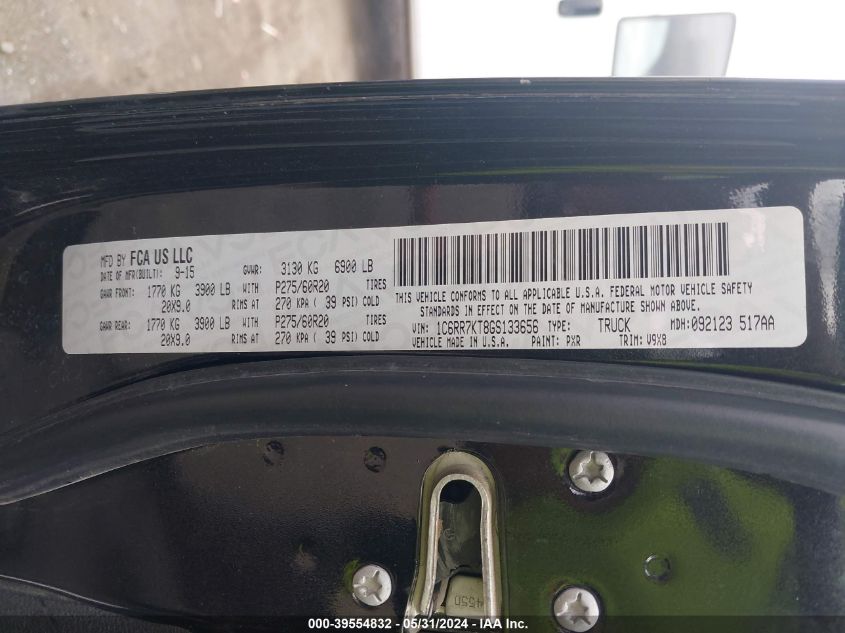 MFD BY FCA US LLC
DATE OF MFR(BUILT): 9-15 GVWR: 3130 KG 6900 LB
GAWR FRONT: 1770 KG 3900 LB WITH P275/60R20 TIRES
20X9.0 RIMS AT 270 KPA ( 39 PSI) COLD
GAWR REAR: 1770 KG 3900 LB WITH P275/60R20 TIRES
20X9.0 RIMS AT 270 KPA ( 39 PSI) COLD
THIS VEHICLE CONFORMS TO ALL APPLICABLE U.S.A. FEDERAL MOTOR VEHICLE SAFETY
STANDARDS IN EFFECT ON THE DATE OF MANUFACTURE SHOWN ABOVE.
VIN: 1C6RR7KT8GS133656 TYPE: TRUCK MDH:092123 517AA
VEHICLE MADE IN U.S.A. PAINT: PXR TRIM: V9X8
4550
000-39554832 - 05/31/2024 - IAA Inc.